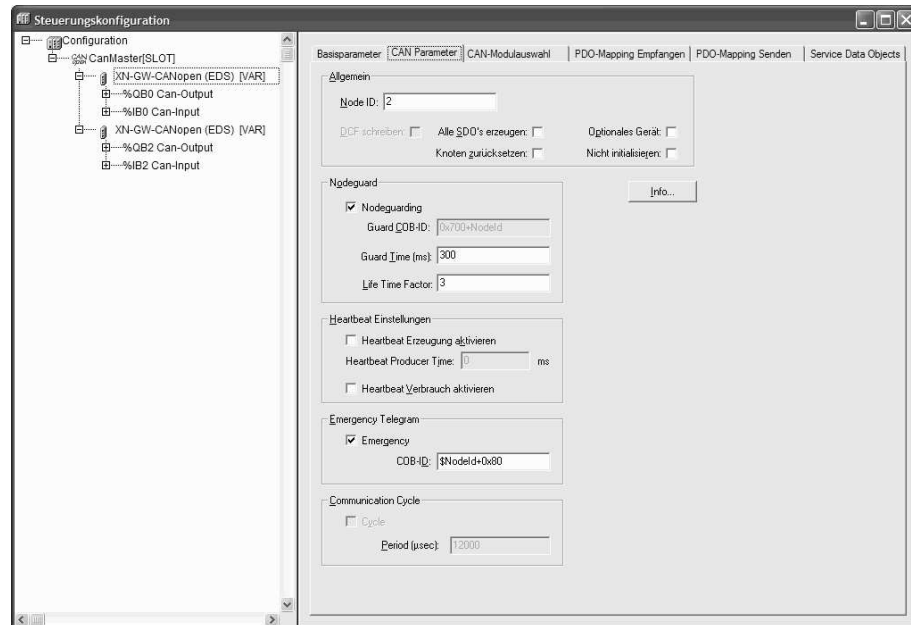 Steuerungskonfiguration
Configuration
CanMaster[SLOT]
XN-GW-CANopen (EDS) [VAR]
%QB0 Can-Output
%IB0 Can-Input
XN-GW-CANopen (EDS) [VAR]
%QB2 Can-Output
%IB2 Can-Input
Basisparameter CAN Parameter CAN-Modulauswahl PDO-Mapping Empfangen PDO-Mapping Senden Service Data Objects
Allgemein
Node ID: 2
DCF schreiben: Alle SDO's erzeugen: Optionales Gerät:
Knoten zurücksetzen: Nicht initialisieren:
Info...
Nodeguard
Nodeguarding
Guard COB-ID: 0x700+NodeId
Guard Time (ms): 300
Life Time Factor: 3
Heartbeat Einstellungen
Heartbeat Erzeugung aktivieren
Heartbeat Producer Time: 0 ms
Heartbeat Verbrauch aktivieren
Emergency Telegram
Emergency
COB-ID: $NodeId+0x80
Communication Cycle
Cycle
Period (µsec): 12000